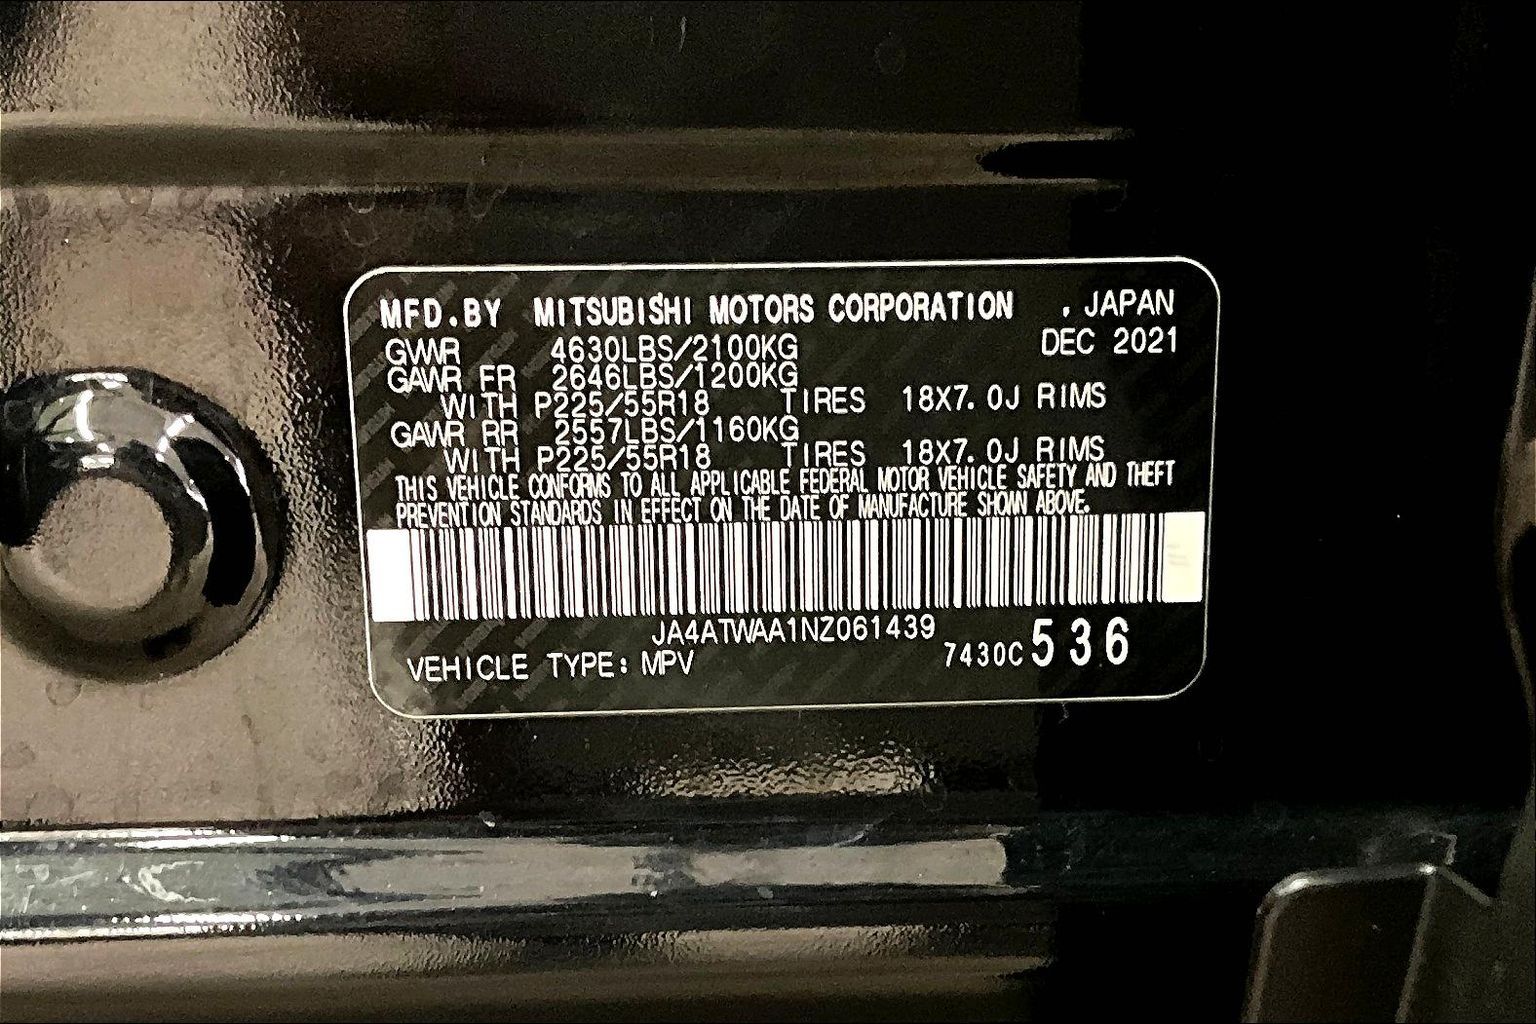 MFD.BY MITSUBISHI MOTORS CORPORATION , JAPAN
GVWR 4630LBS/2100KG DEC 2021
GAWR FR 2646LBS/1200KG
WITH P225/55R18 TIRES 18X7.0J RIMS
GAWR RR 2557LBS/1160KG
WITH P225/55R18 TIRES 18X7.0J RIMS
THIS VEHICLE CONFORMS TO ALL APPLICABLE FEDERAL MOTOR VEHICLE SAFETY AND THEFT
PREVENTION STANDARDS IN EFFECT ON THE DATE OF MANUFACTURE SHOWN ABOVE.
JA4ATWAA1NZ061439
VEHICLE TYPE: MPV 7430C 536